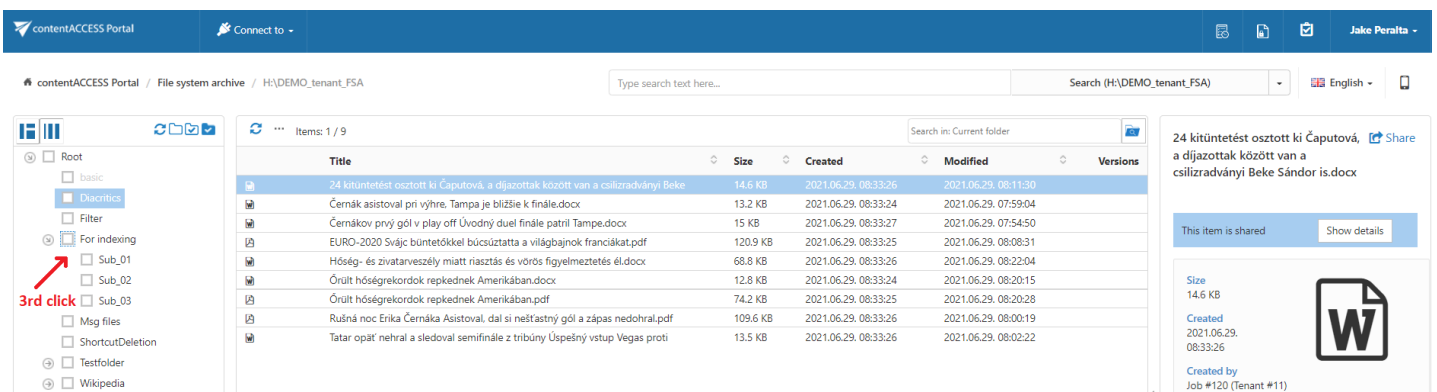 contentACCESS Portal
Connect to
Jake Peralta
contentACCESS Portal / File system archive / H:\DEMO_tenant_FSA
Type search text here...
Search (H:\DEMO_tenant_FSA)
English
Root
basic
Diacritics
Filter
For indexing
Sub_01
Sub_02
3rd click
Sub_03
Msg files
ShortcutDeletion
Testfolder
Wikipedia
Items: 1 / 9
Search in: Current folder
Title Size Created Modified Versions
24 kitüntetést osztott ki Čaputová, a díjazottak között van a csilizradványi Beke 14.6 KB 2021.06.29. 08:33:26 2021.06.29. 08:11:30
Černák asistoval pri výhre, Tampa je bližšie k finále.docx 13.2 KB 2021.06.29. 08:33:24 2021.06.29. 07:59:04
Černákov prvý gól v play off Úvodný duel finále patril Tampe.docx 15 KB 2021.06.29. 08:33:27 2021.06.29. 07:54:50
EURO-2020 Svájc büntetőkkel búcsúztatta a világbajnok franciákat.pdf 120.9 KB 2021.06.29. 08:33:25 2021.06.29. 08:08:31
Hőség- és zivatarveszély miatt riasztás és vörös figyelmeztetés él.docx 68.8 KB 2021.06.29. 08:33:26 2021.06.29. 08:22:04
Őrült hőségrekordok repkednek Amerikában.docx 12.8 KB 2021.06.29. 08:33:24 2021.06.29. 08:20:15
Őrült hőségrekordok repkednek Amerikában.pdf 74.2 KB 2021.06.29. 08:33:25 2021.06.29. 08:20:28
Rušná noc Erika Černáka Asistoval, dal si nešťastný gól a zápas nedohral.pdf 109.6 KB 2021.06.29. 08:33:26 2021.06.29. 08:00:19
Tatar opäť nehral a sledoval semifinále z tribúny Úspešný vstup Vegas proti 13.5 KB 2021.06.29. 08:33:26 2021.06.29. 08:02:22
24 kitüntetést osztott ki Čaputová, Share
a díjazottak között van a
csilizradványi Beke Sándor is.docx
This item is shared
Show details
Size
14.6 KB
Created
2021.06.29.
08:33:26
Created by
Job #120 (Tenant #11)
W